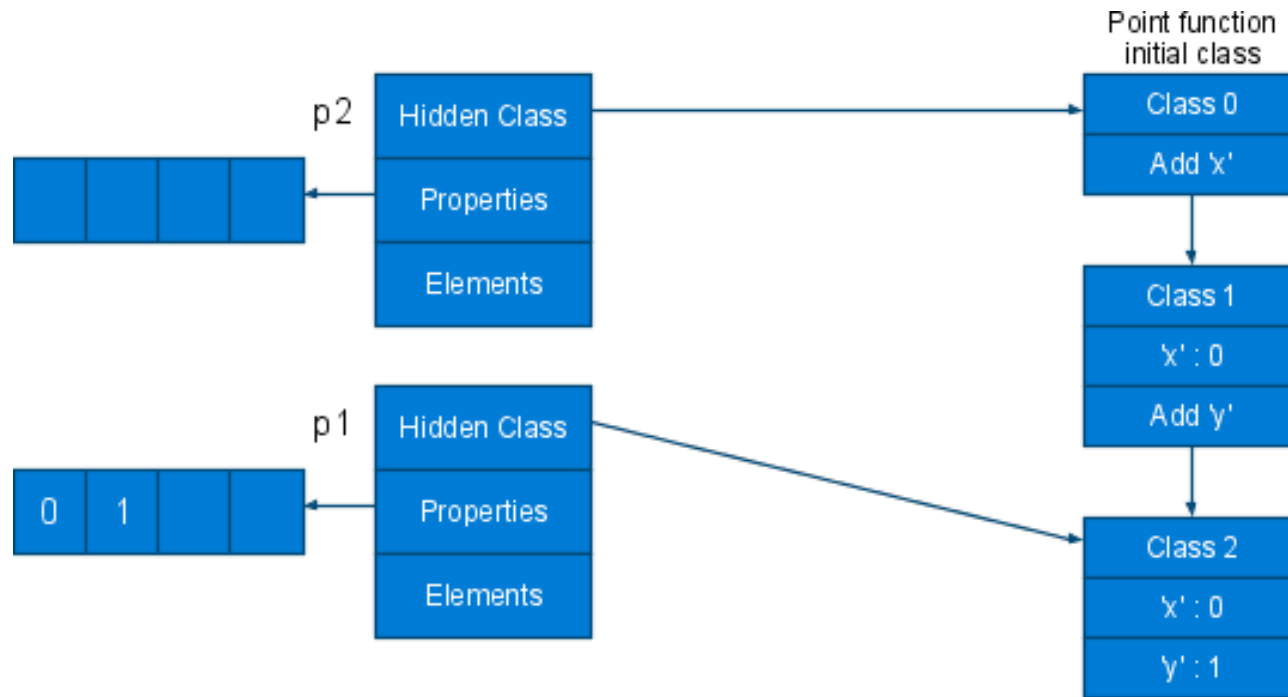 Point function
initial class
p2
Hidden Class
Properties
Elements
Class 0
Add 'x'
Class 1
'x' : 0
Add 'y'
p1
Hidden Class
Properties
Elements
0 1
Class 2
'x' : 0
'y' : 1